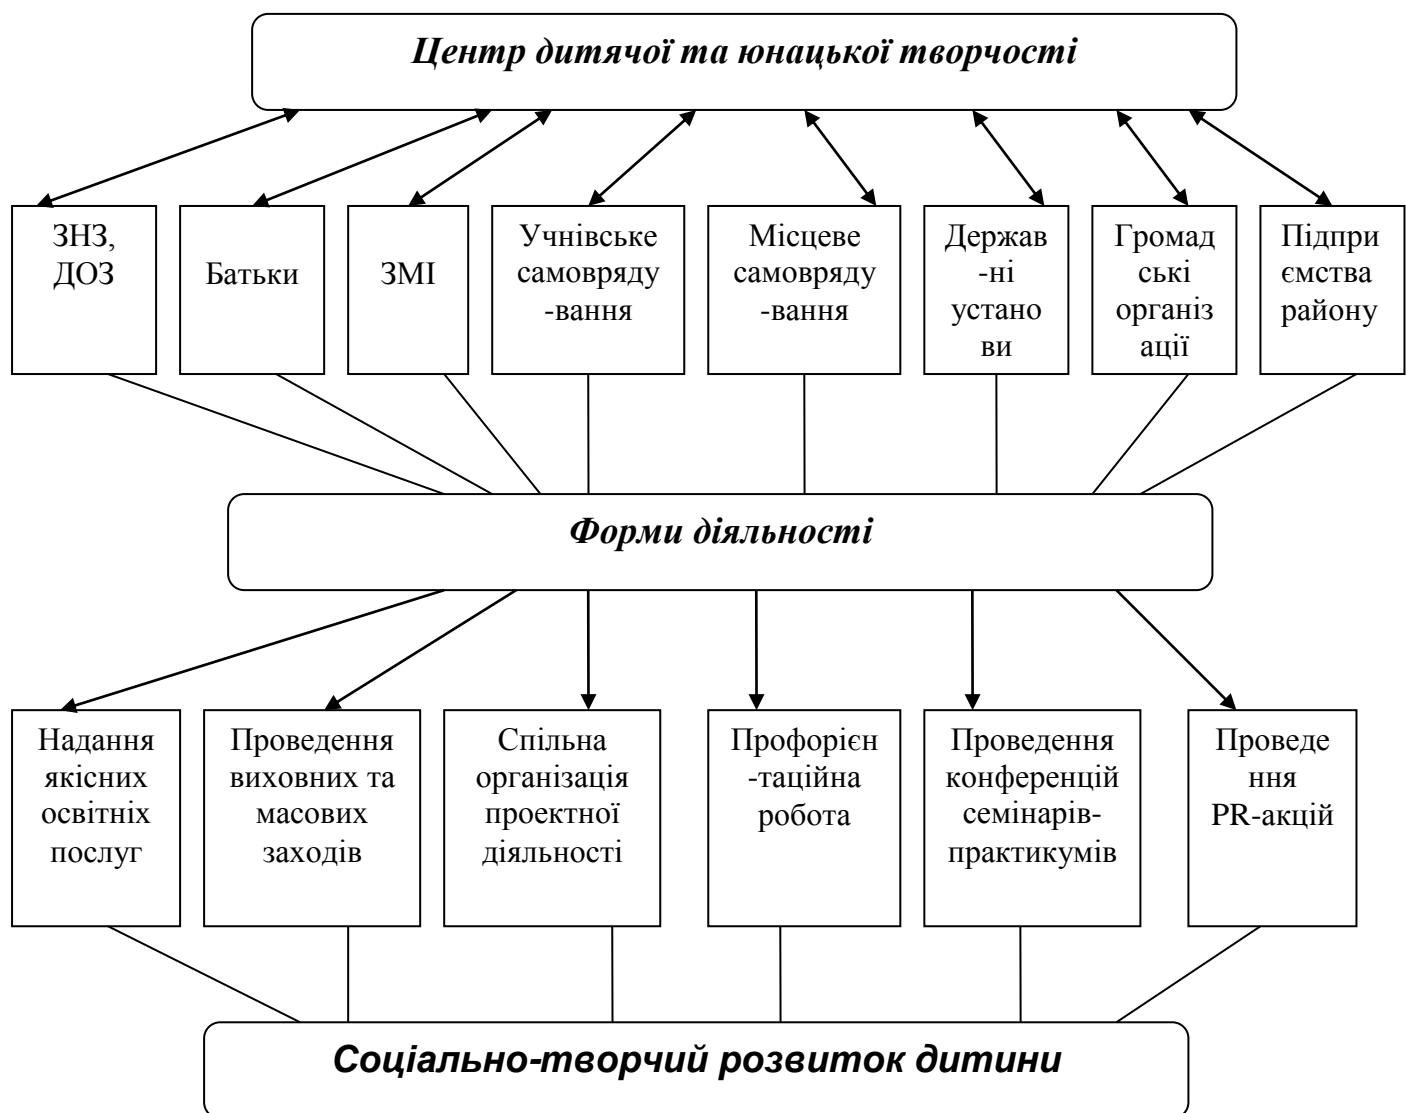 Центр дитячої та юнацької творчості
ЗНЗ,
ДОЗ
Батьки
ЗМІ
Учнівське
самовряду
-вання
Місцеве
самовряду
-вання
Держав
-ні
устано
ви
Громад
ські
організ
ації
Підпри
ємства
району
Форми діяльності
Надання
якісних
освітніх
послуг
Проведення
виховних та
масових
заходів
Спільна
організація
проектної
діяльності
Профорієн
-таційна
робота
Проведення
конференцій
семінарів-
практикумів
Проведе
ння
PR-акцій
Соціально-творчий розвиток дитини